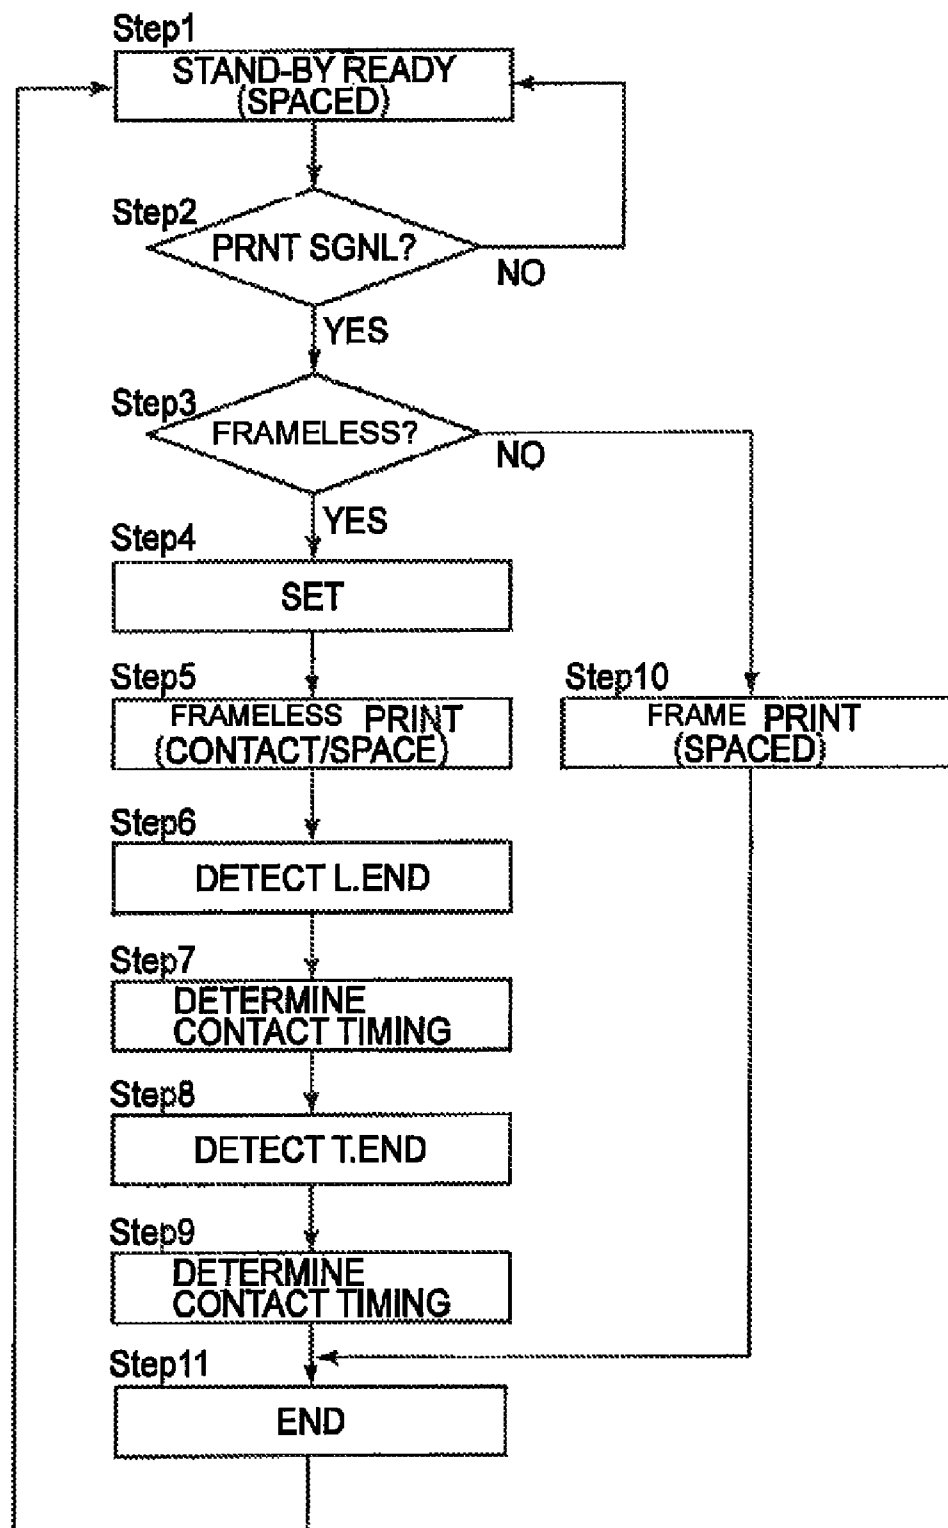 Step1
STAND-BY READY
(SPACED)
Step2
PRNT SGNL?
NO
YES
Step3
FRAMELESS?
NO
YES
Step4
SET
Step5
FRAMELESS PRINT
(CONTACT/SPACE)
Step10
FRAME PRINT
(SPACED)
Step6
DETECT L.END
Step7
DETERMINE
CONTACT TIMING
Step8
DETECT T.END
Step9
DETERMINE
CONTACT TIMING
Step11
END